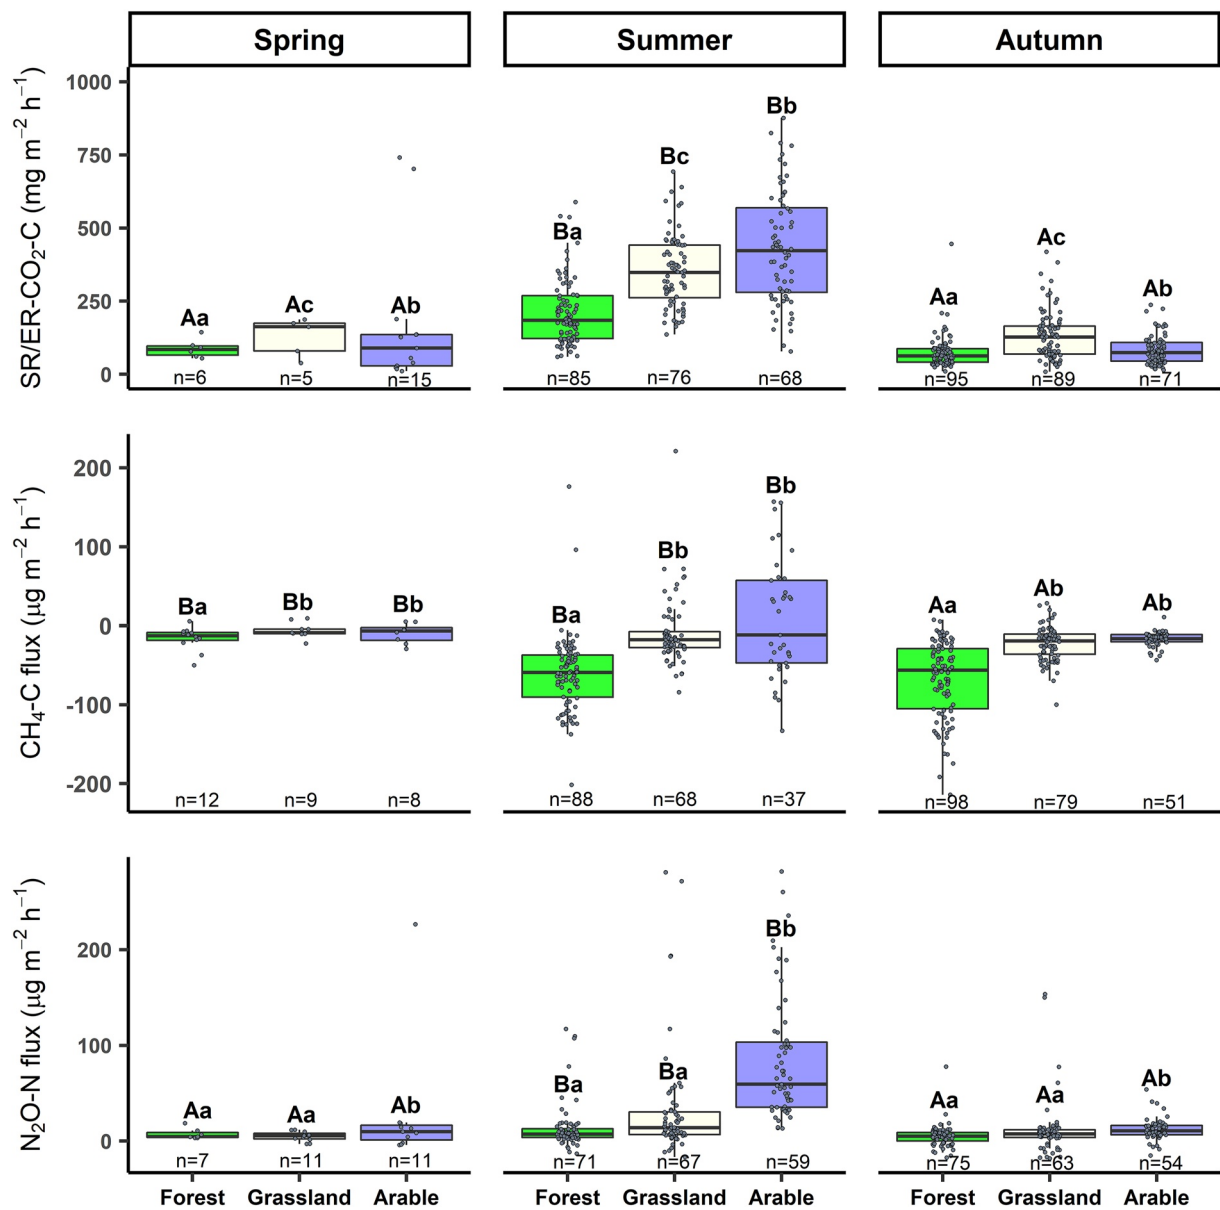 Spring Summer Autumn
SR/ER-CO₂-C (mg m⁻² h⁻¹)
1000
750
500
250
0
Aa Ac Ab
n=6 n=5 n=15
Ba Bc Bb
n=85 n=76 n=68
Aa Ac Ab
n=95 n=89 n=71
CH₄-C flux (µg m⁻² h⁻¹)
200
100
0
-100
-200
Ba Bb Bb
n=12 n=9 n=8
Ba Bb Bb
n=88 n=68 n=37
Aa Ab Ab
n=98 n=79 n=51
N₂O-N flux (µg m⁻² h⁻¹)
200
100
0
Aa Aa Ab
n=7 n=11 n=11
Ba Ba Bb
n=71 n=67 n=59
Aa Aa Ab
n=75 n=63 n=54
Forest Grassland Arable Forest Grassland Arable Forest Grassland Arable